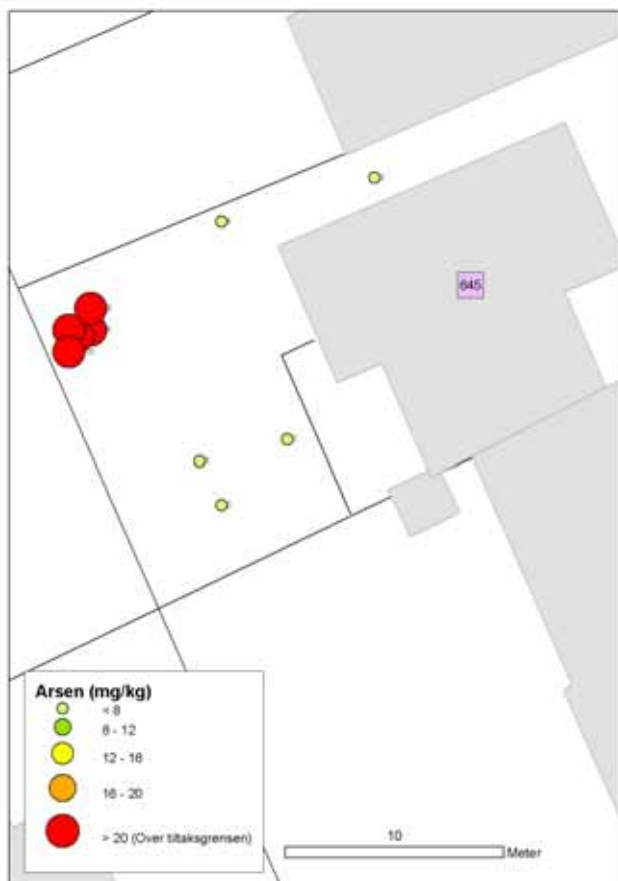 645
Arsen (mg/kg)
< 8
8 - 12
12 - 16
16 - 20
> 20 (Over tiltaksgrensen)
10
Meter